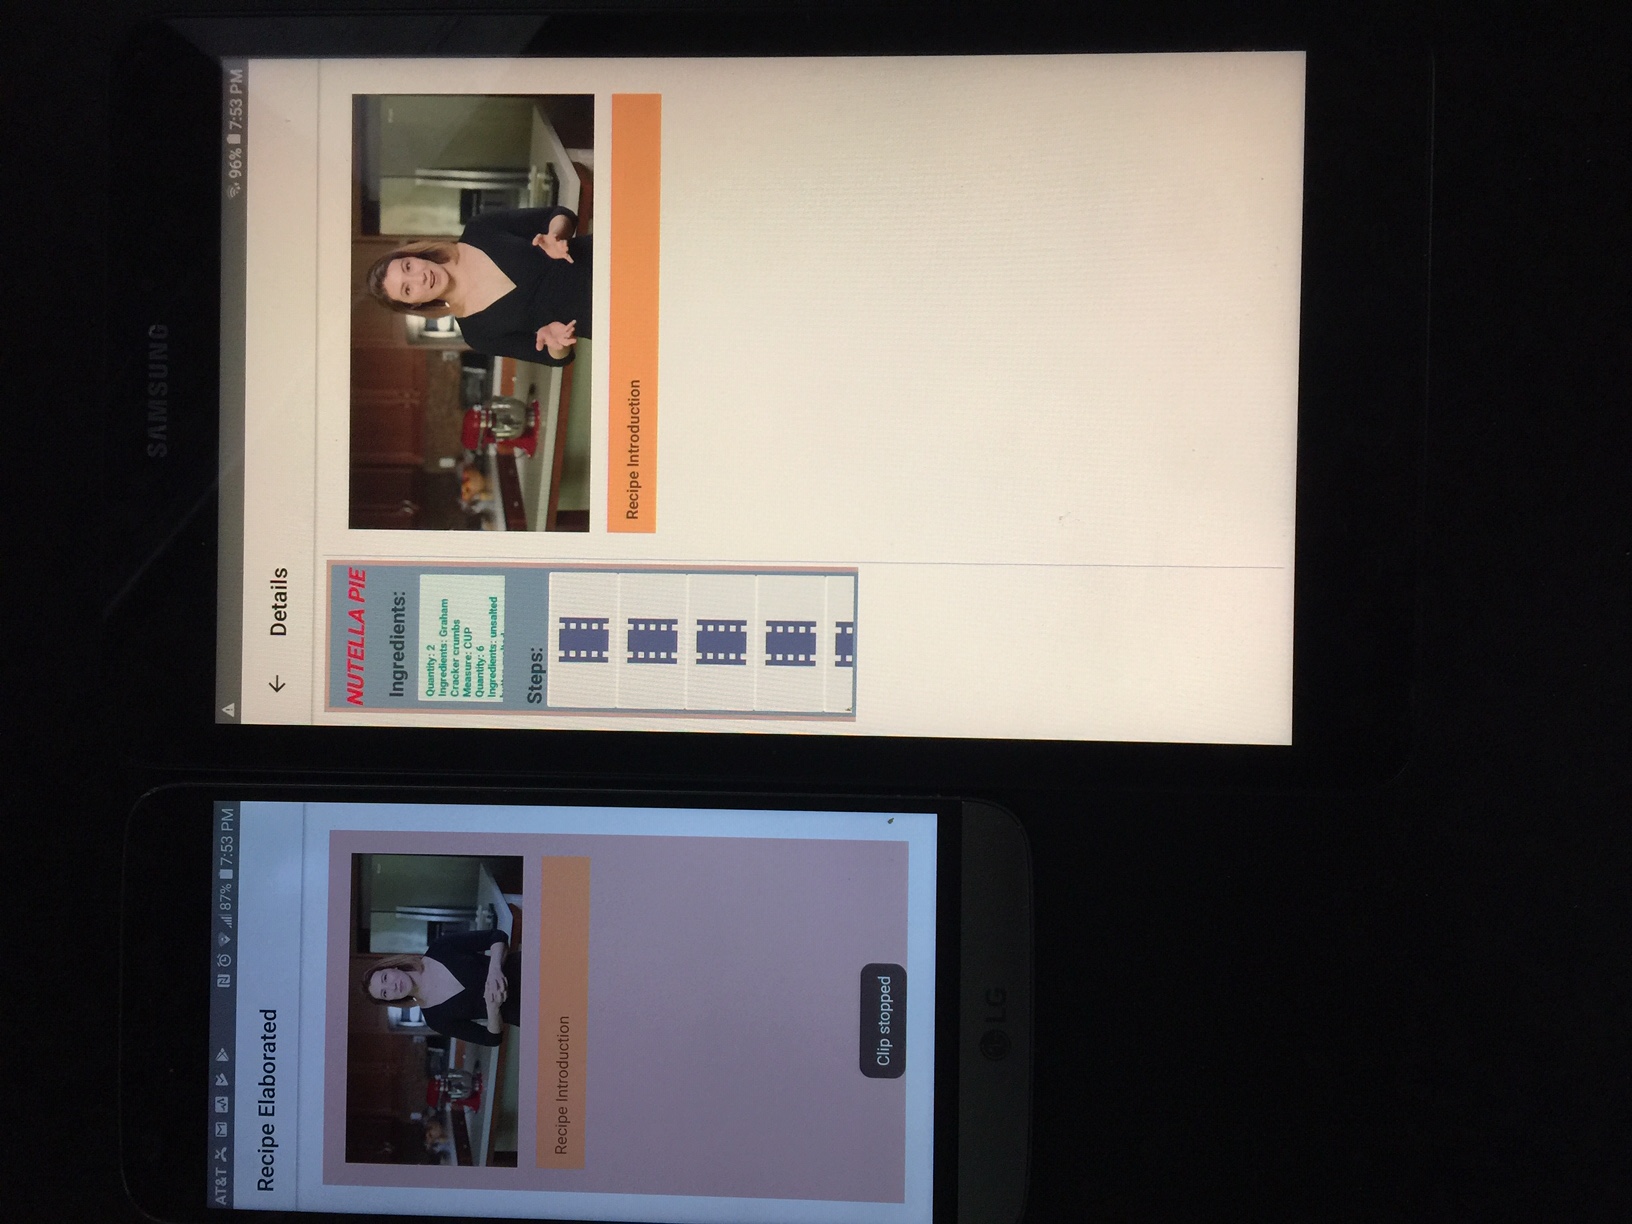 AT&T 87% 7:53 PM
Recipe Elaborated
Recipe Introduction
Clip stopped
LG
SAMSUNG
96% 7:53 PM
Details
NUTELLA PIE
Ingredients:
Quantity: 2
Ingredients: Graham
Cracker crumbs
Measure: CUP
Quantity: 6
Ingredients: unsalted
Steps:
Recipe Introduction